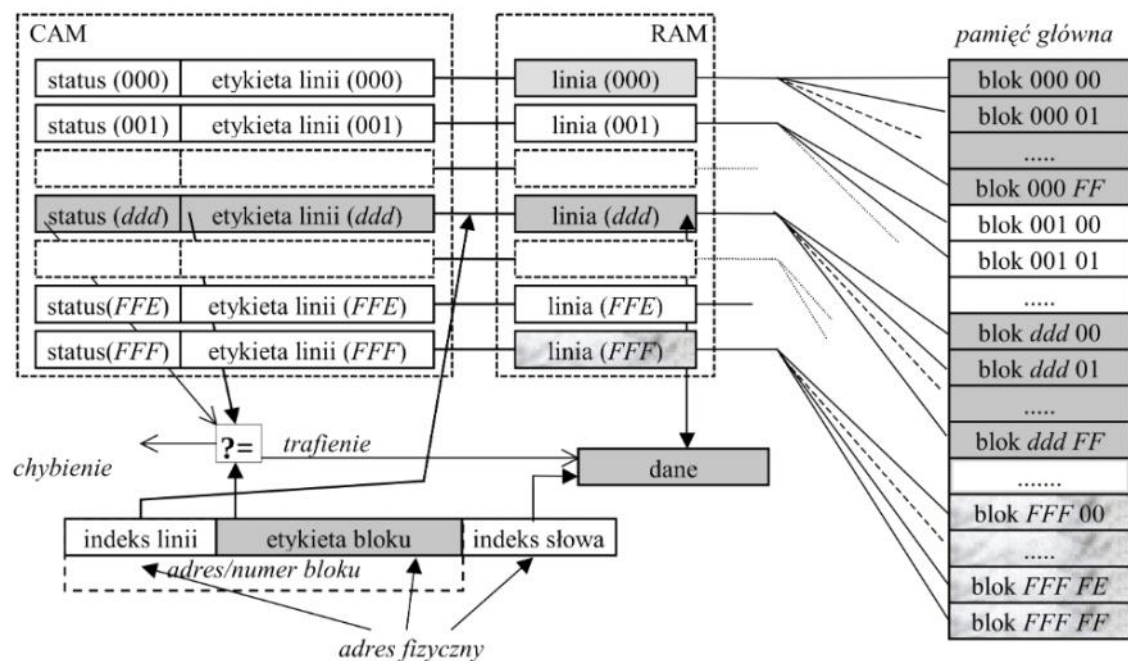 CAM
RAM
pamięć główna
status (000) etykieta linii (000) linia (000) blok 000 00
blok 000 01
status (001) etykieta linii (001) linia (001)
.....
blok 000 FF
status (ddd) etykieta linii (ddd) linia (ddd)
blok 001 00
blok 001 01
status(FFE) etykieta linii (FFE) linia (FFE)
.....
blok ddd 00
status(FFF) etykieta linii (FFF) linia (FFF)
blok ddd 01
.....
?= trafienie
blok ddd FF
chybienie
dane
.......
blok FFF 00
indeks linii etykieta bloku indeks słowa
.....
adres/numer bloku
blok FFF FE
blok FFF FF
adres fizyczny